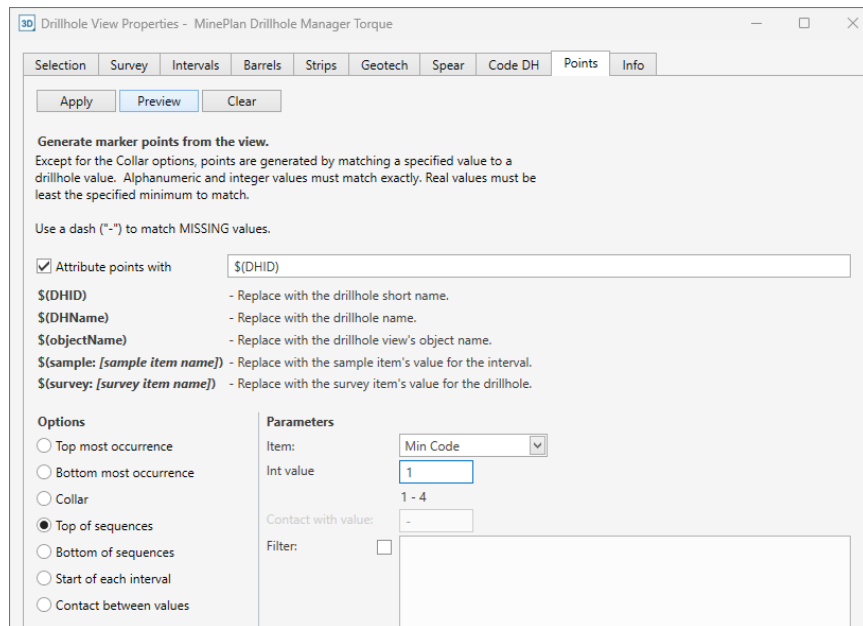 3D Drillhole View Properties - MinePlan Drillhole Manager Torque
Selection Survey Intervals Barrels Strips Geotech Spear Code DH Points Info
Apply Preview Clear
Generate marker points from the view.
Except for the Collar options, points are generated by matching a specified value to a
drillhole value. Alphanumeric and integer values must match exactly. Real values must be
least the specified minimum to match.
Use a dash ("-") to match MISSING values.
Attribute points with $(DHID)
$(DHID) - Replace with the drillhole short name.
$(DHName) - Replace with the drillhole name.
$(objectName) - Replace with the drillhole view's object name.
$(sample: [sample item name]) - Replace with the sample item's value for the interval.
$(survey: [survey item name]) - Replace with the survey item's value for the drillhole.
Options Parameters
Top most occurrence Item: Min Code
Bottom most occurrence Int value 1
Collar 1 - 4
Top of sequences Contact with value: -
Bottom of sequences Filter:
Start of each interval
Contact between values